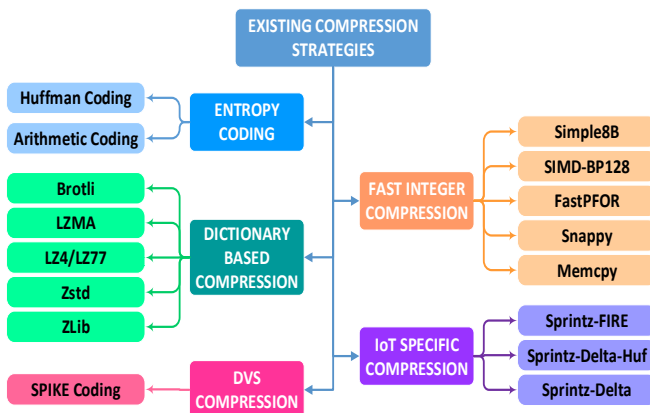 EXISTING COMPRESSION
STRATEGIES
Huffman Coding
Arithmetic Coding
ENTROPY
CODING
Brotli
LZMA
LZ4/LZ77
Zstd
ZLib
DICTIONARY
BASED
COMPRESSION
SPIKE Coding
DVS
COMPRESSION
FAST INTEGER
COMPRESSION
Simple8B
SIMD-BP128
FastPFOR
Snappy
Memcpy
IoT SPECIFIC
COMPRESSION
Sprintz-FIRE
Sprintz-Delta-Huf
Sprintz-Delta